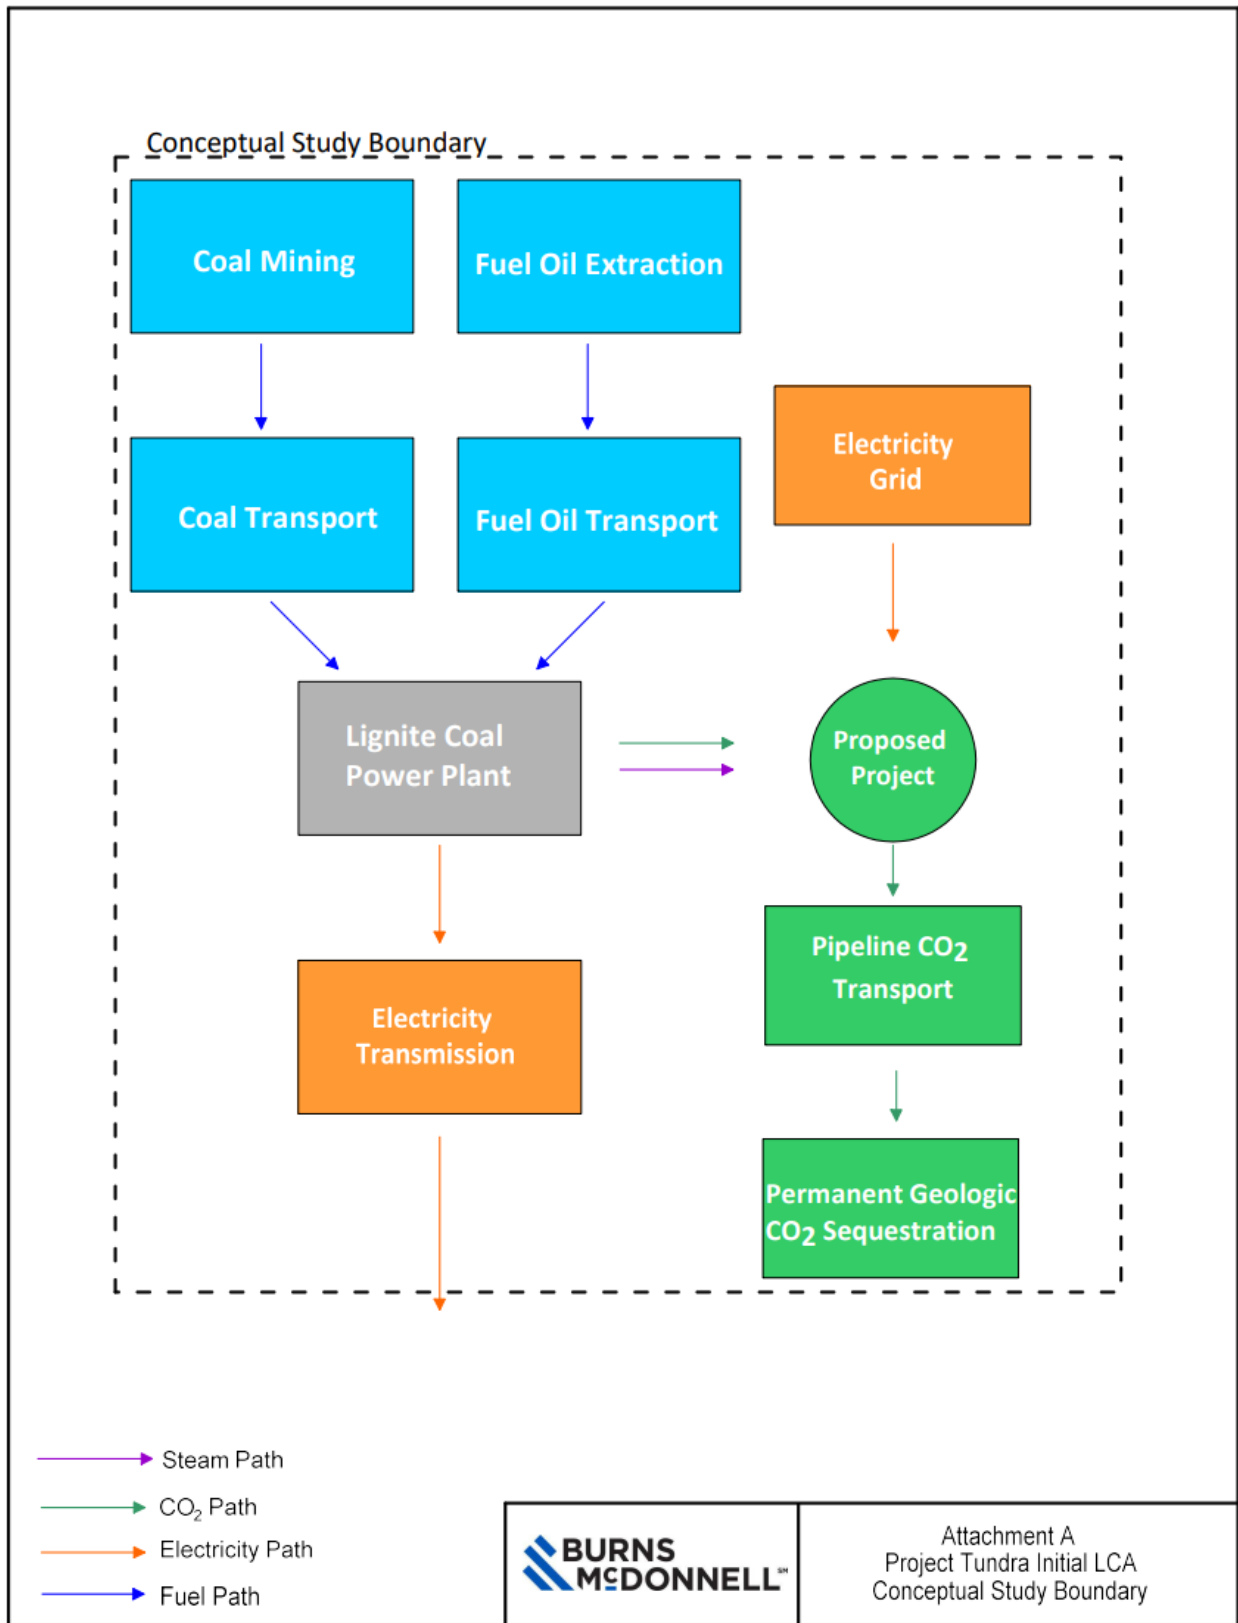 Conceptual Study Boundary
Coal Mining
Fuel Oil Extraction
Coal Transport
Fuel Oil Transport
Electricity
Grid
Lignite Coal
Power Plant
Proposed
Project
Electricity
Transmission
Pipeline CO2
Transport
Permanent Geologic
CO2 Sequestration
Steam Path
CO2 Path
Electricity Path
Fuel Path
BURNS
McDONNELL℠
Attachment A
Project Tundra Initial LCA
Conceptual Study Boundary